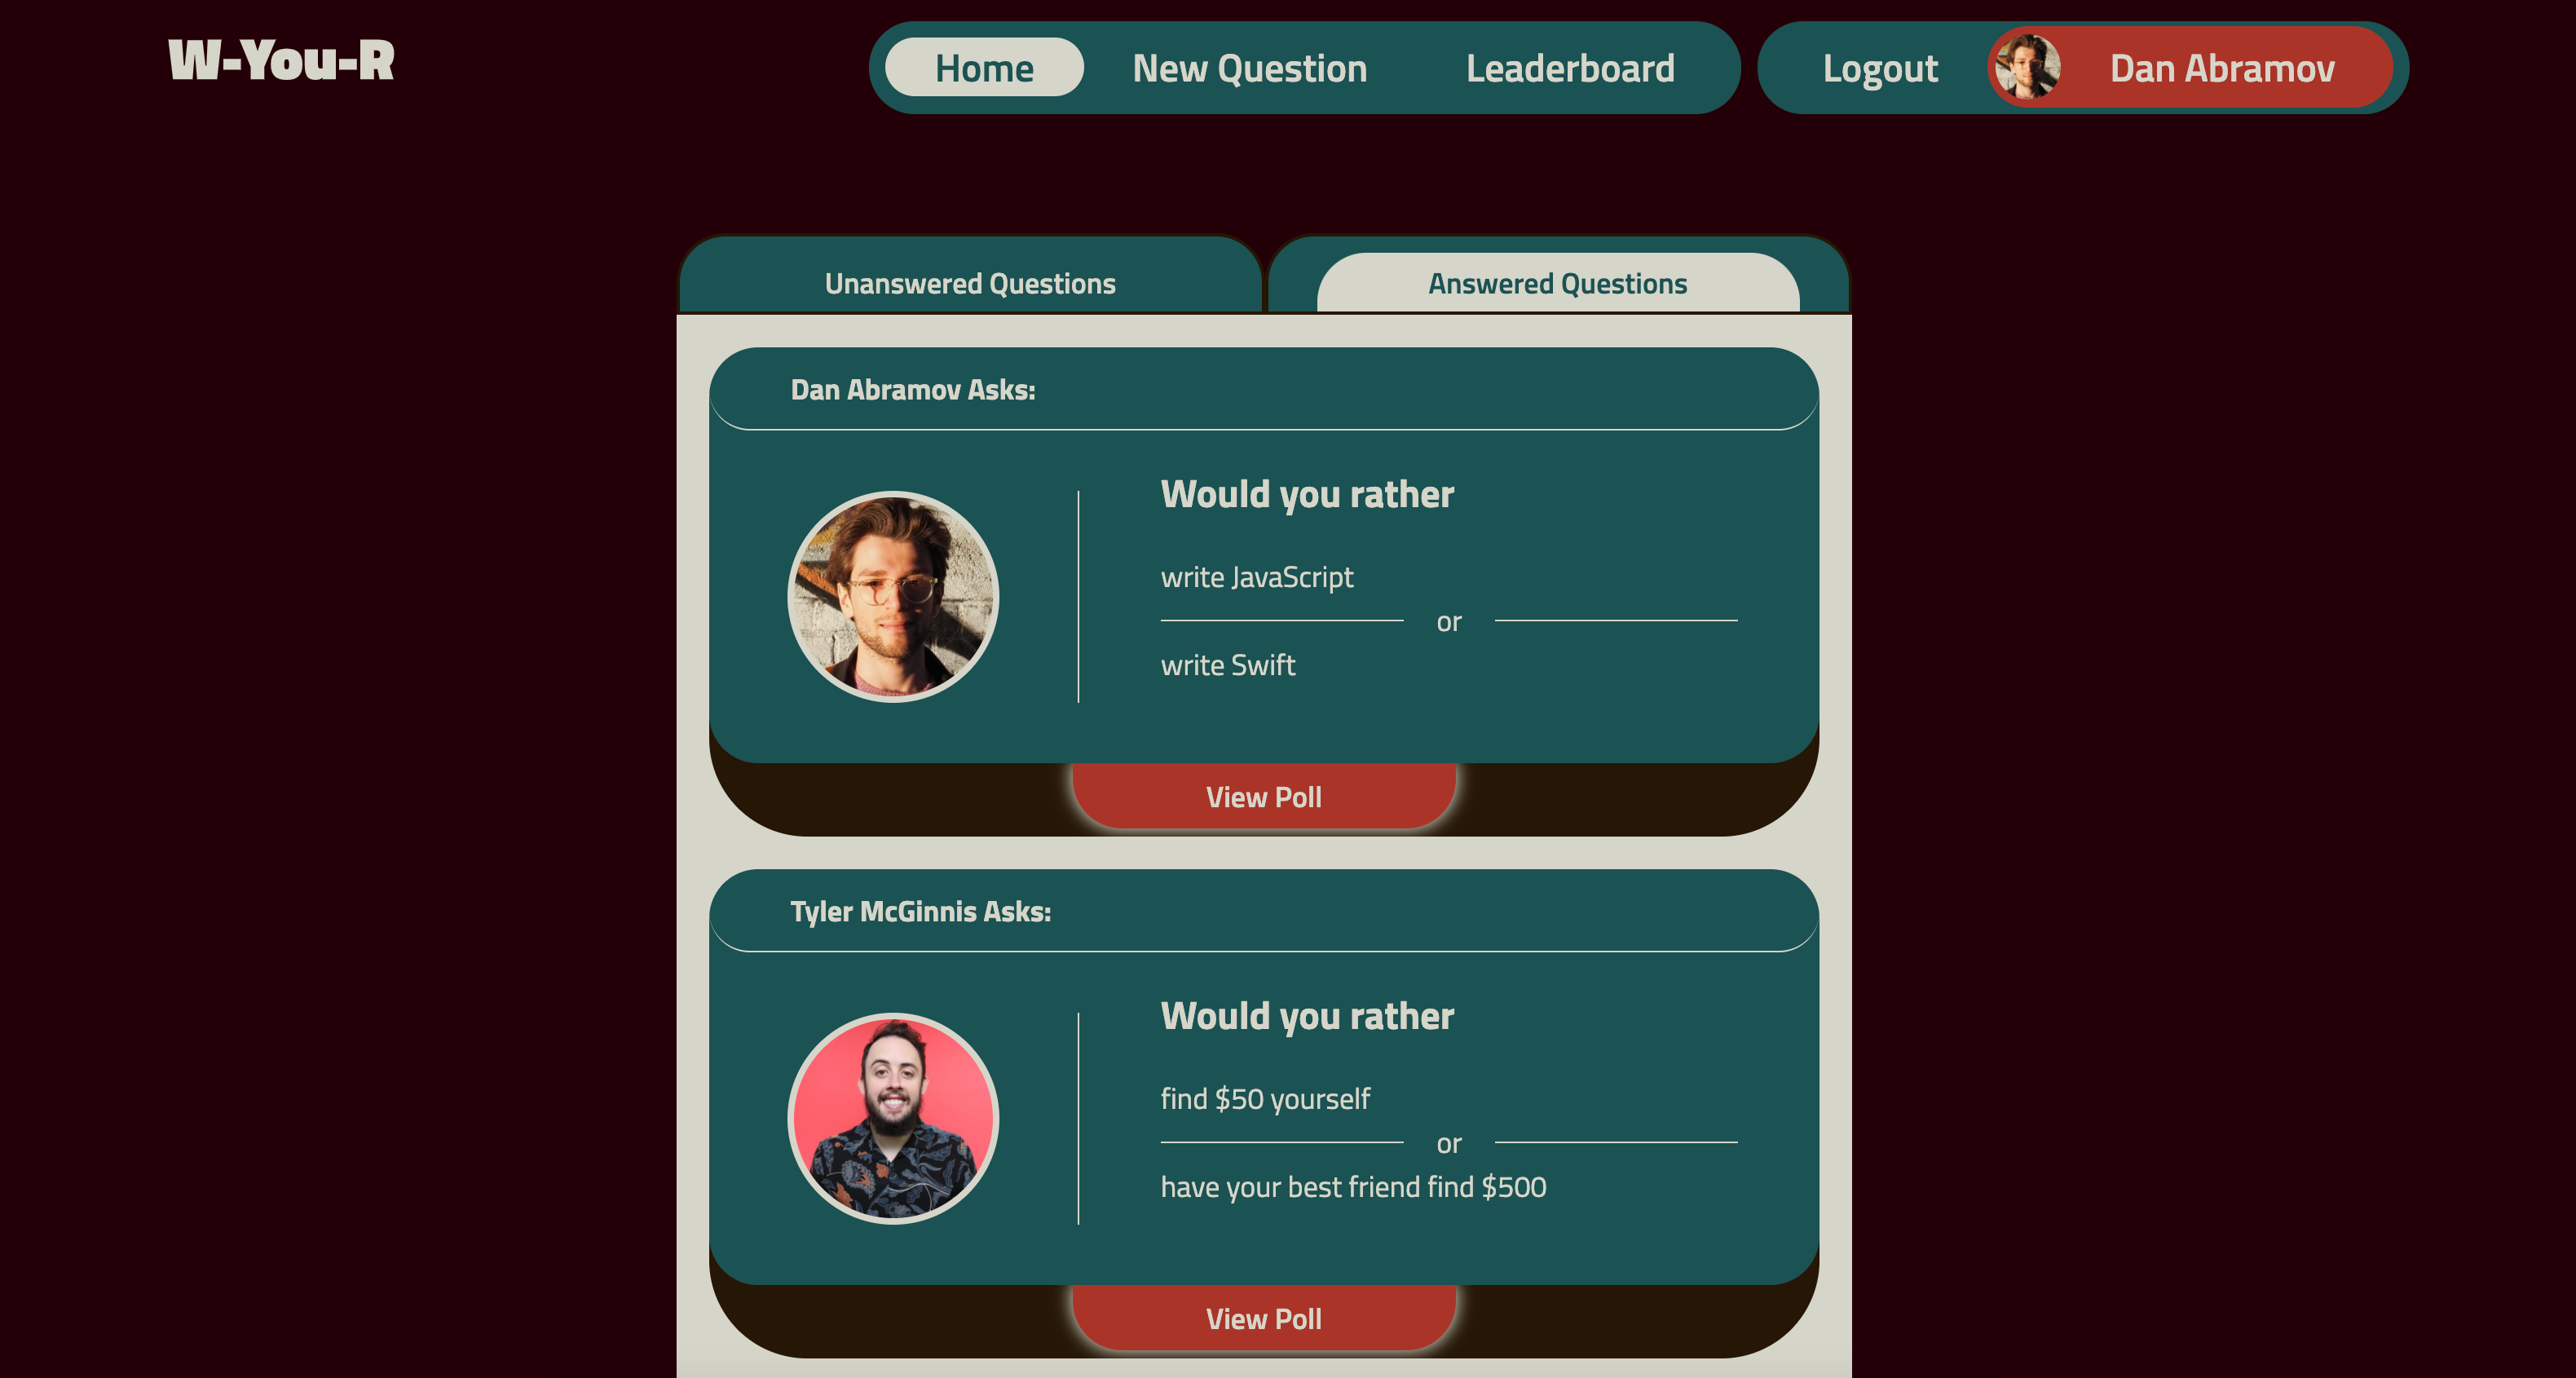 W-You-R
Home
New Question
Leaderboard
Logout
Dan Abramov
Unanswered Questions
Answered Questions
Dan Abramov Asks:
Would you rather
write JavaScript
or
write Swift
View Poll
Tyler McGinnis Asks:
Would you rather
find $50 yourself
or
have your best friend find $500
View Poll